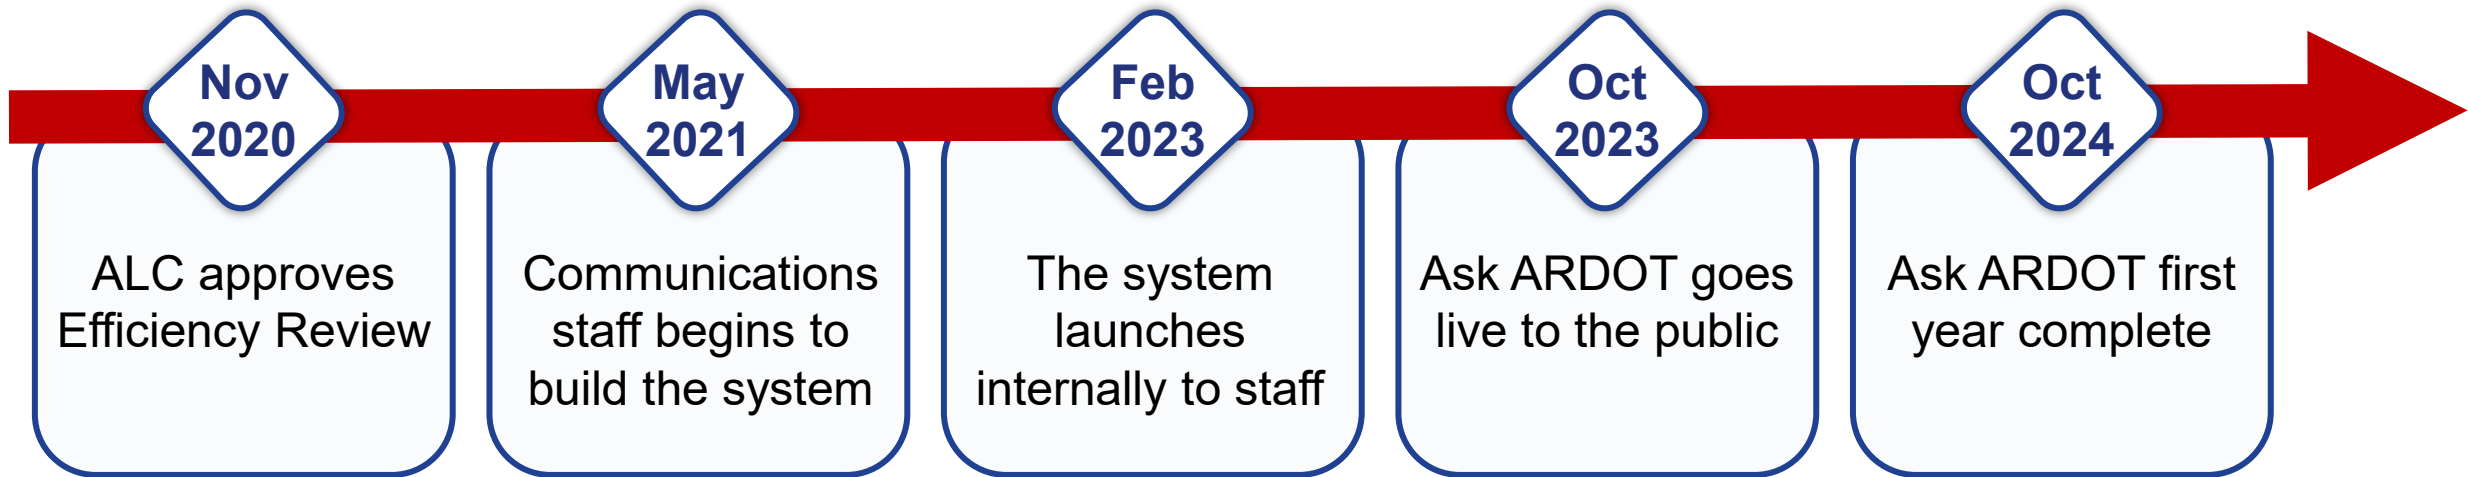 Nov
2020
ALC approves
Efficiency Review
May
2021
Communications
staff begins to
build the system
Feb
2023
The system
launches
internally to staff
Oct
2023
Ask ARDOT goes
live to the public
Oct
2024
Ask ARDOT first
year complete